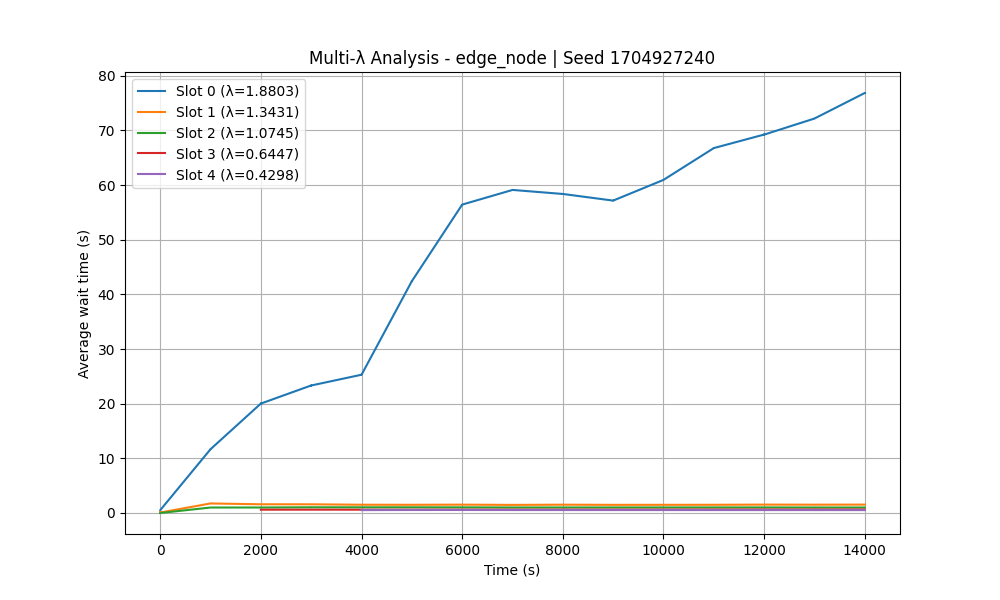 Multi-λ Analysis - edge_node | Seed 1704927240
Slot 0 (λ=1.8803)
Slot 1 (λ=1.3431)
Slot 2 (λ=1.0745)
Slot 3 (λ=0.6447)
Slot 4 (λ=0.4298)
Average wait time (s)
80
70
60
50
40
30
20
10
0
0 2000 4000 6000 8000 10000 12000 14000
Time (s)